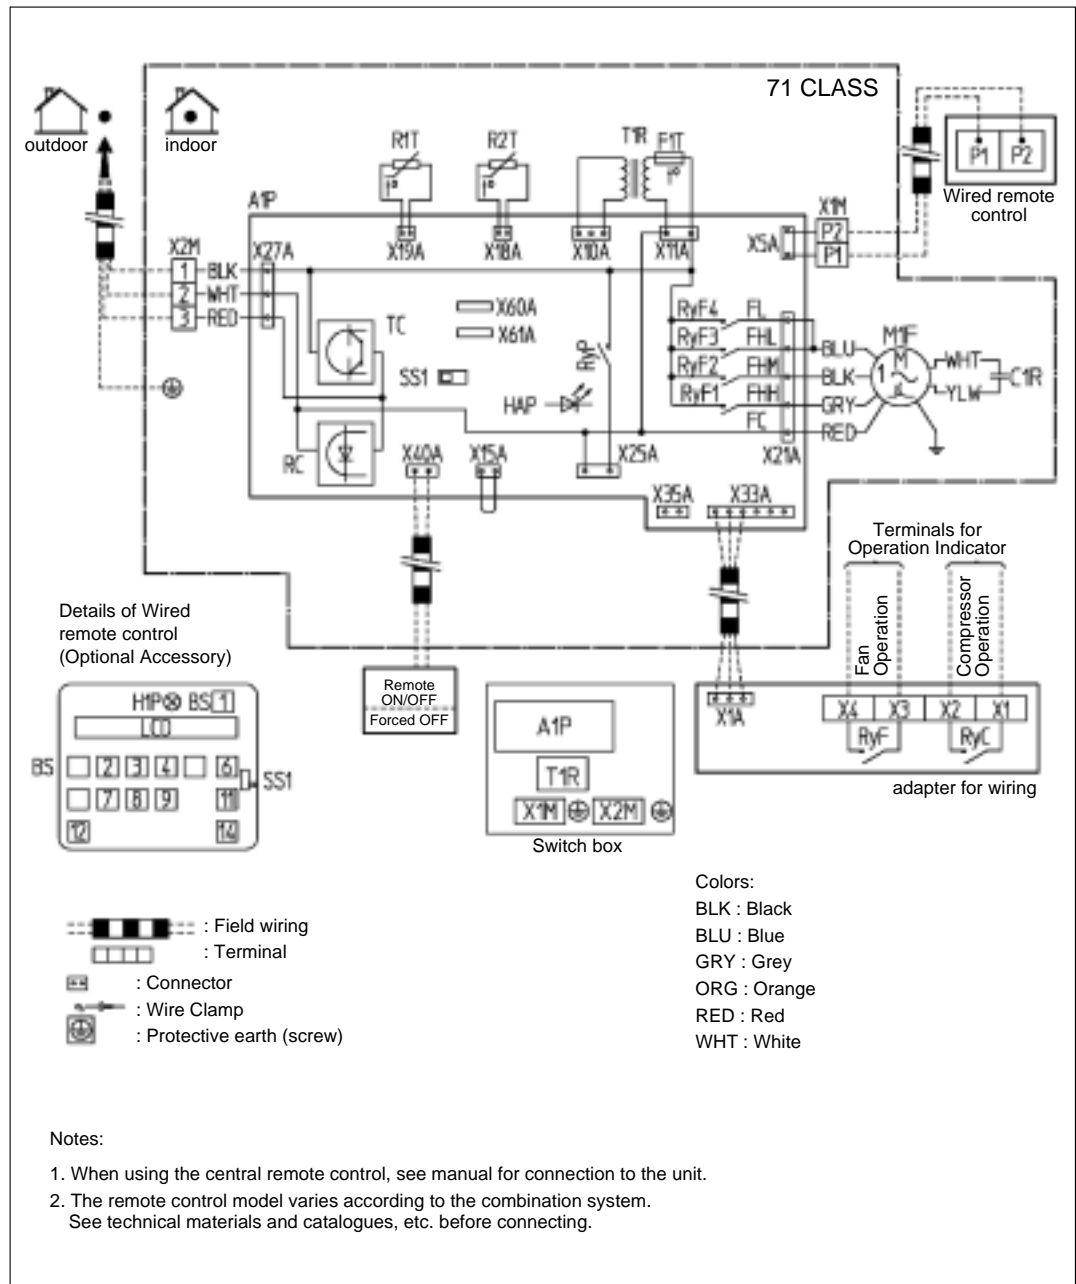 71 CLASS
outdoor
indoor
R1T
R2T
T1R
F1T
t°
t°
t°
P1
P2
Wired remote
control
A1P
X1M
P2
P1
X5A
X2M
X27A
X19A
X18A
X10A
X11A
1
BLK
2
WHT
3
RED
TC
X60A
X61A
SS1
RyP
HAP
RyF4
FL
RyF3
FHL
RyF2
FHM
RyF1
FHH
FC
BLU
BLK
GRY
RED
M1F
M
1
WHT
YLW
C1R
RC
X40A
X15A
X25A
X21A
X35A
X33A
Terminals for
Operation Indicator
Fan
Operation
Compressor
Operation
Details of Wired
remote control
(Optional Accessory)
H1P BS 1
LCD
BS
2 3 4 6
SS1
7 8 9 11
12 14
Remote
ON/OFF
Forced OFF
A1P
T1R
X1M X2M
Switch box
X1A
X4 X3 X2 X1
RyF RyC
adapter for wiring
: Field wiring
: Terminal
: Connector
: Wire Clamp
: Protective earth (screw)
Colors:
BLK : Black
BLU : Blue
GRY : Grey
ORG : Orange
RED : Red
WHT : White
Notes:
1. When using the central remote control, see manual for connection to the unit.
2. The remote control model varies according to the combination system.
See technical materials and catalogues, etc. before connecting.